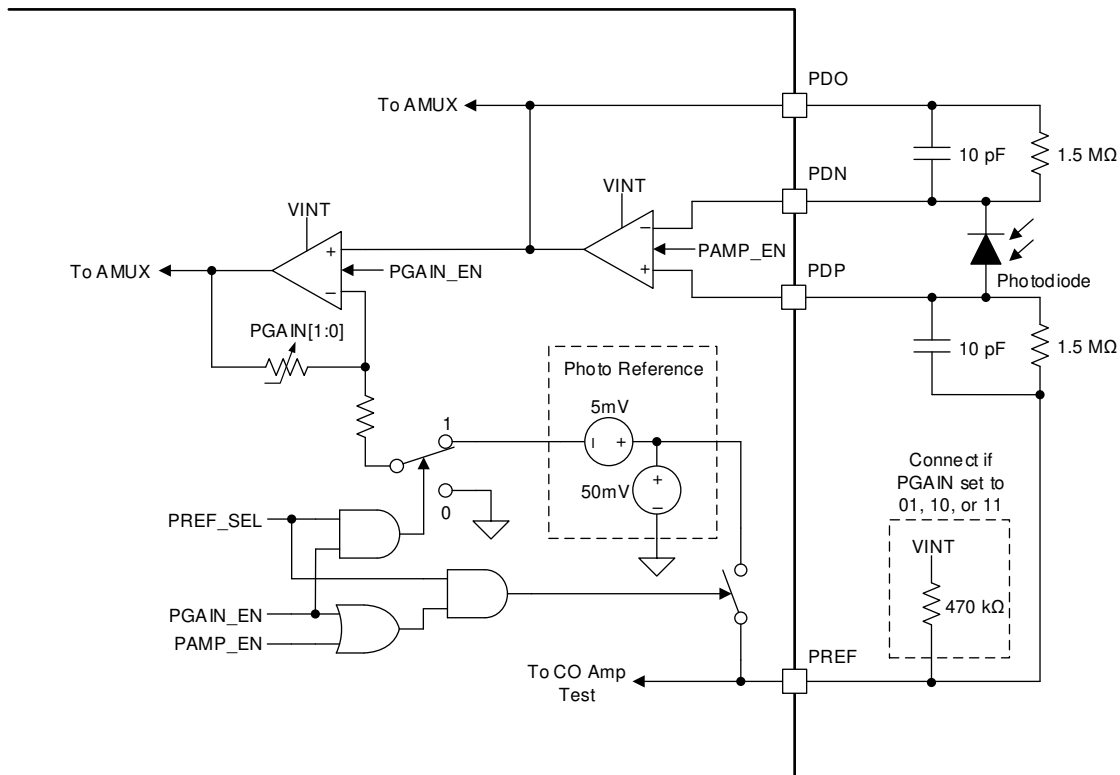 PDO
To AMUX
10 pF
1.5 MΩ
PDN
VINT
VINT
−
+
PAMP_EN
+
−
PGAIN_EN
To AMUX
PDP
Photodiode
PGAIN[1:0]
10 pF
1.5 MΩ
Photo Reference
5mV
1
+
+
50mV
−
0
Connect if
PGAIN set to
01, 10, or 11
PREF_SEL
VINT
470 kΩ
PGAIN_EN
PAMP_EN
PREF
To CO Amp
Test